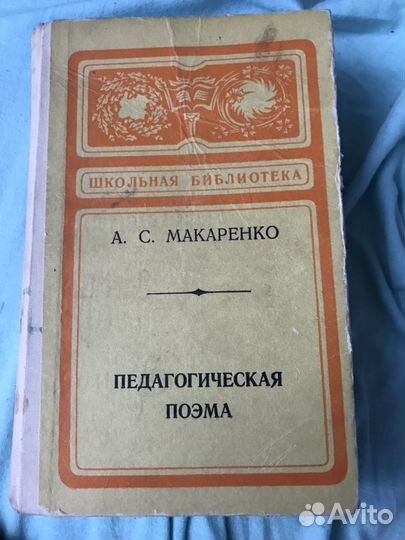 ШКОЛЬНАЯ БИБЛИОТЕКА
А. С. МАКАРЕНКО
ПЕДАГОГИЧЕСКАЯ
ПОЭМА
Avito